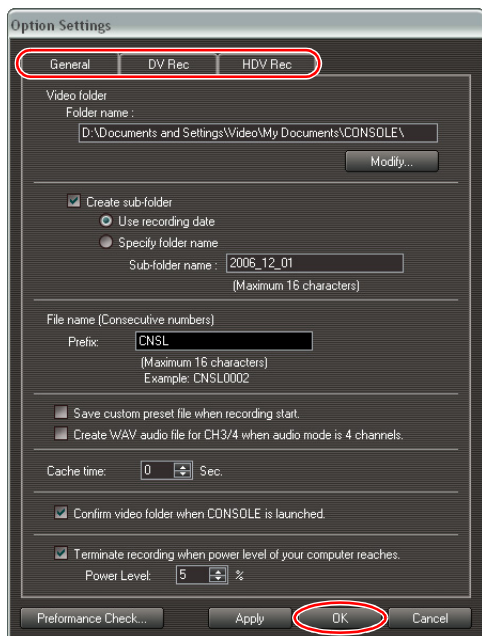 Option Settings
General DV Rec HDV Rec
Video folder
Folder name :
D:\Documents and Settings\Video\My Documents\CONSOLE\
Modify...
Create sub-folder
Use recording date
Specify folder name
Sub-folder name : 2006_12_01
(Maximum 16 characters)
File name (Consecutive numbers)
Prefix: CNSL
(Maximum 16 characters)
Example: CNSL0002
Save custom preset file when recording start.
Create WAV audio file for CH3/4 when audio mode is 4 channels.
Cache time: 0 Sec.
Confirm video folder when CONSOLE is launched.
Terminate recording when power level of your computer reaches.
Power Level: 5 %
Preformance Check... Apply OK Cancel